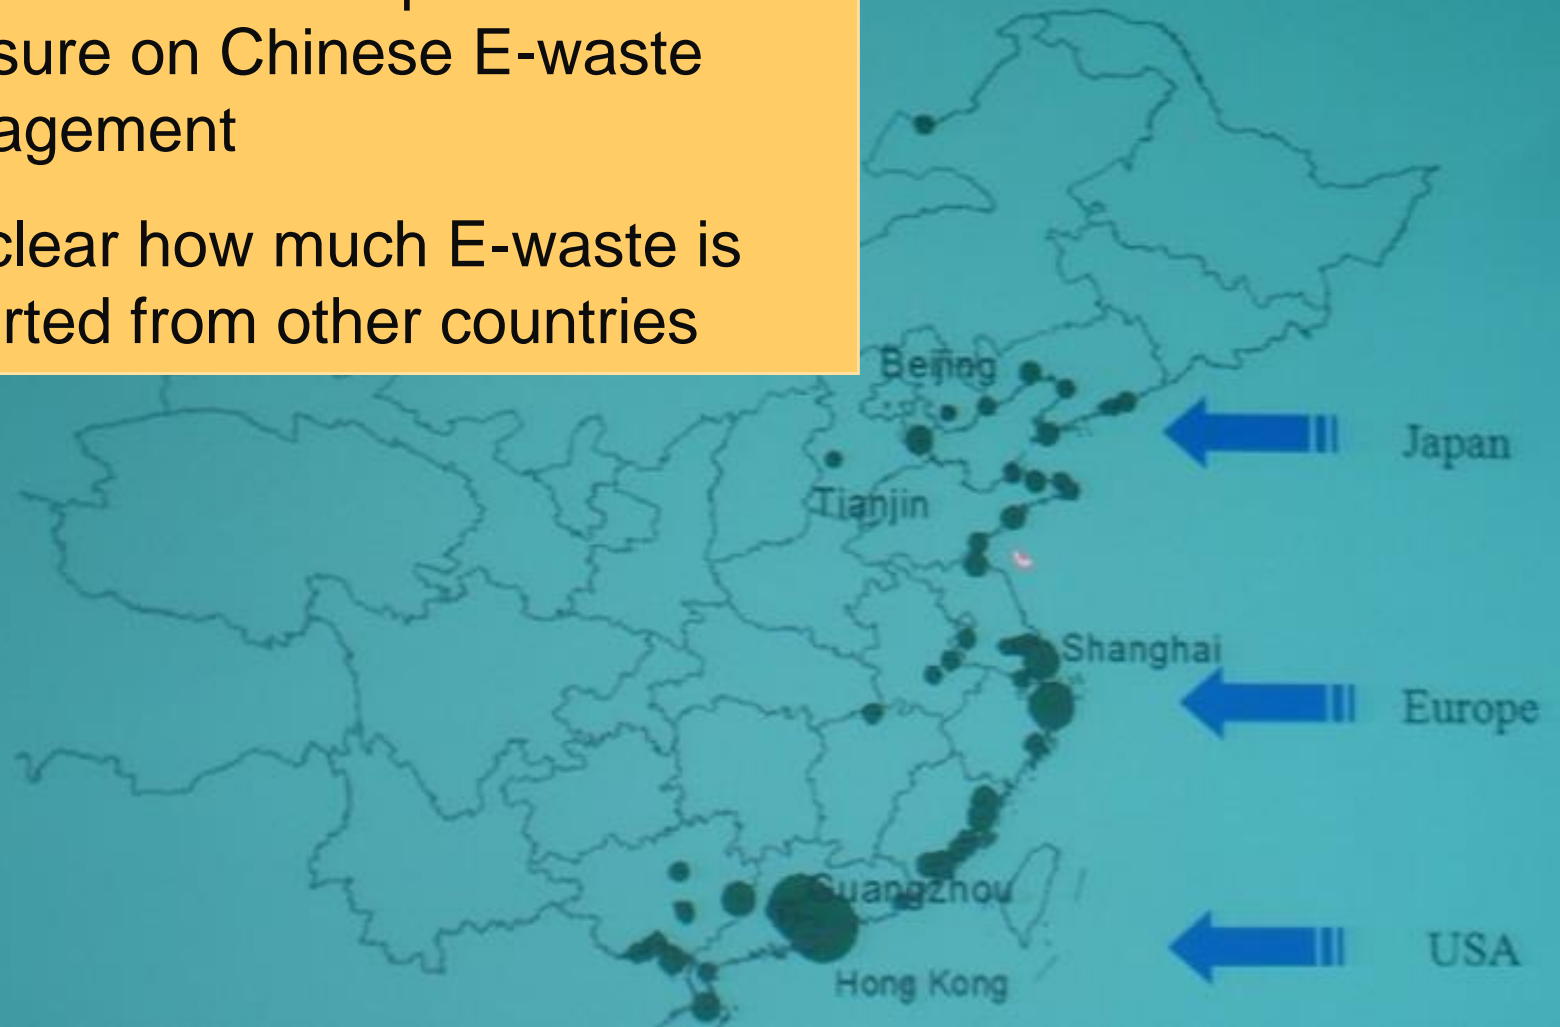 sure on Chinese E-waste
agement
clear how much E-waste is
rted from other countries
Beijing
Japan
Tianjin
Shanghai
Europe
Guangzhou
USA
Hong Kong